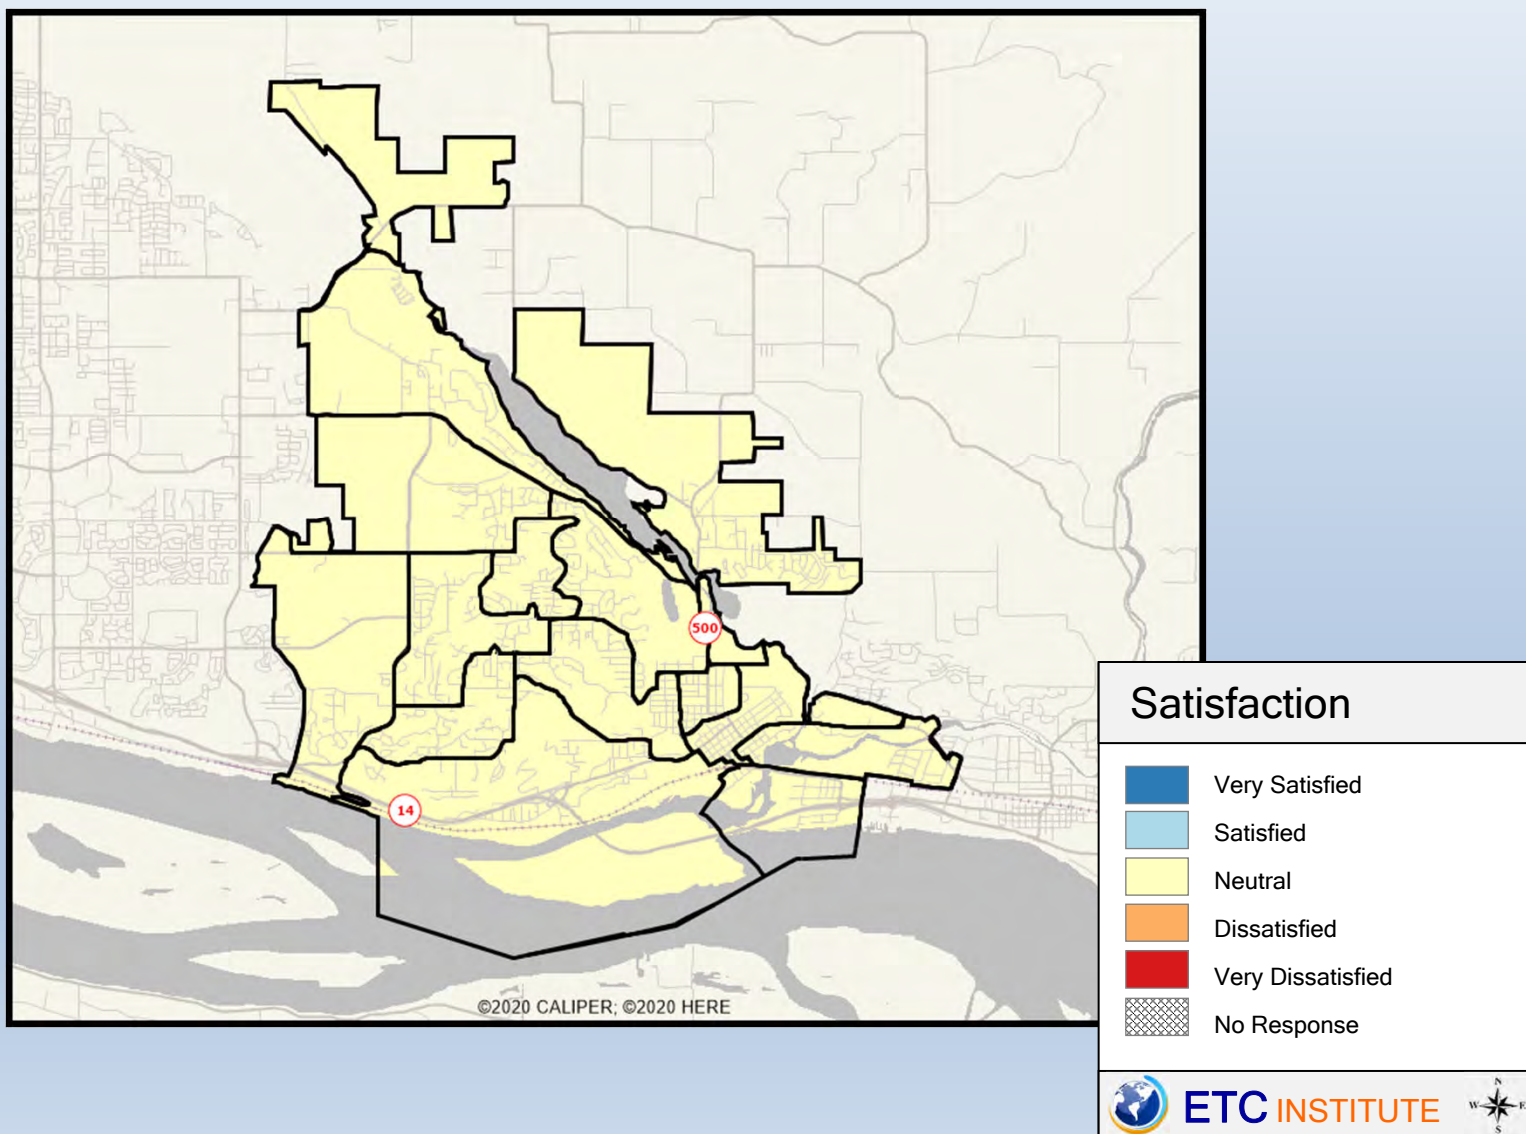 500
14
©2020 CALIPER; ©2020 HERE
Satisfaction
Very Satisfied
Satisfied
Neutral
Dissatisfied
Very Dissatisfied
No Response
ETC INSTITUTE
N
W E
S